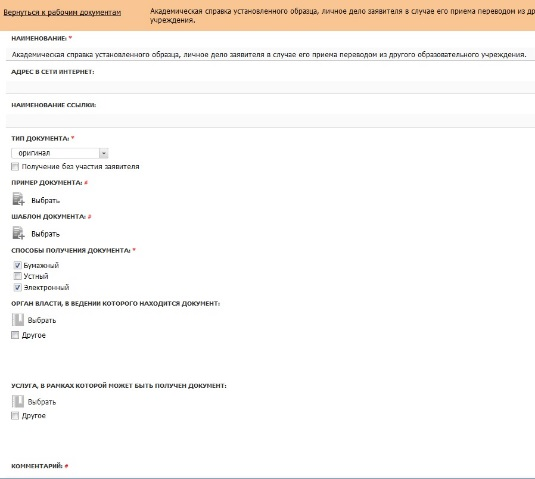 Вернуться к рабочим документам
Академическая справка установленного образца, личное дело заявителя в случае его приема переводом из
учреждения.
НАИМЕНОВАНИЕ: *
Академическая справка установленного образца, личное дело заявителя в случае его приема переводом из другого образовательного учреждения.
АДРЕС В СЕТИ ИНТЕРНЕТ:
НАИМЕНОВАНИЕ ССЫЛКИ:
ТИП ДОКУМЕНТА: *
оригинал
Получение без участия заявителя
ПРИМЕР ДОКУМЕНТА: #
Выбрать
ШАБЛОН ДОКУМЕНТА: #
Выбрать
СПОСОБЫ ПОЛУЧЕНИЯ ДОКУМЕНТА: *
Бумажный
Устный
Электронный
ОРГАН ВЛАСТИ, В ВЕДЕНИИ КОТОРОГО НАХОДИТСЯ ДОКУМЕНТ:
Выбрать
Другое
УСЛУГА, В РАМКАХ КОТОРОЙ МОЖЕТ БЫТЬ ПОЛУЧЕН ДОКУМЕНТ:
Выбрать
Другое
КОММЕНТАРИЙ: #